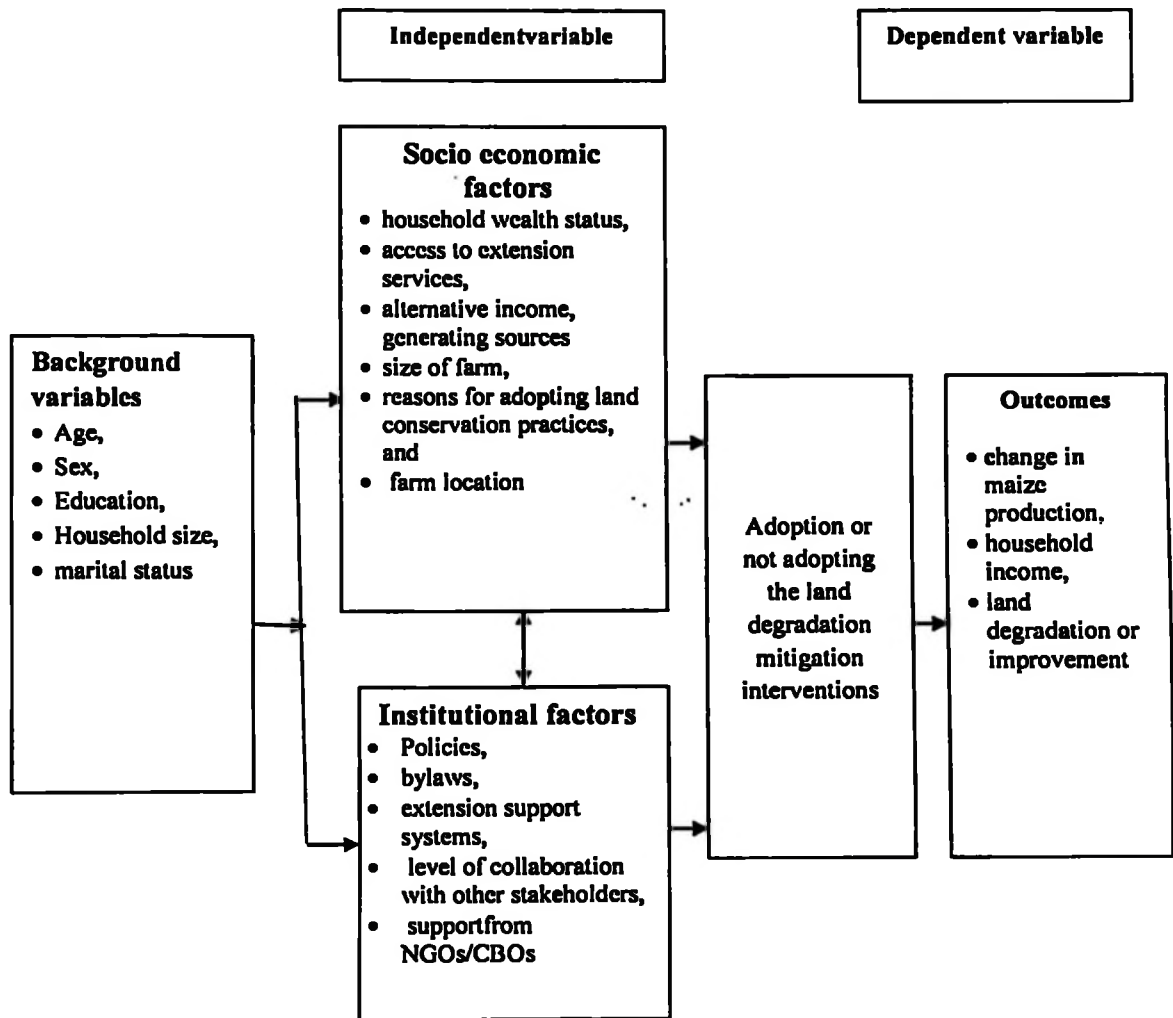 Independentvariable
Dependent variable
Socio economic
factors
• household wealth status,
• access to extension
services,
• alternative income,
generating sources
• size of farm,
• reasons for adopting land
conservation practices,
and
• farm location
Background
variables
• Age,
• Sex,
• Education,
• Household size,
• marital status
Institutional factors
• Policies,
• bylaws,
• extension support
systems,
• level of collaboration
with other stakeholders,
• supportfrom
NGOs/CBOs
Adoption or
not adopting
the land
degradation
mitigation
interventions
Outcomes
• change in
maize
production,
• household
income,
• land
degradation or
improvement